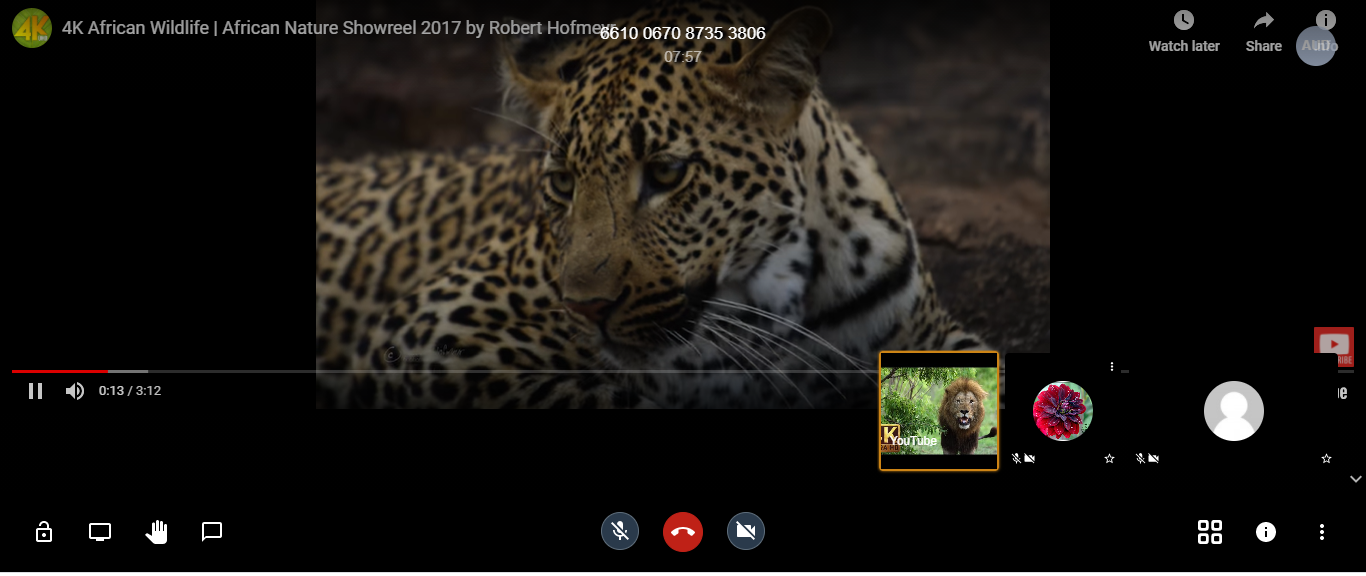 4K African Wildlife | African Nature Showreel 2017 by Robert Hofmeyr
6610 0670 8735 3806
07:57
Watch later
Share
Info
AUD
0:13 / 3:12
YouTube
4K